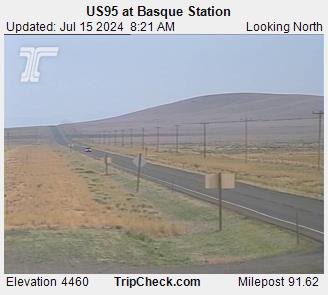 US95 at Basque Station
Updated: Jul 15 2024 8:21 AM Looking North
Elevation 4460 TripCheck.com Milepost 91.62